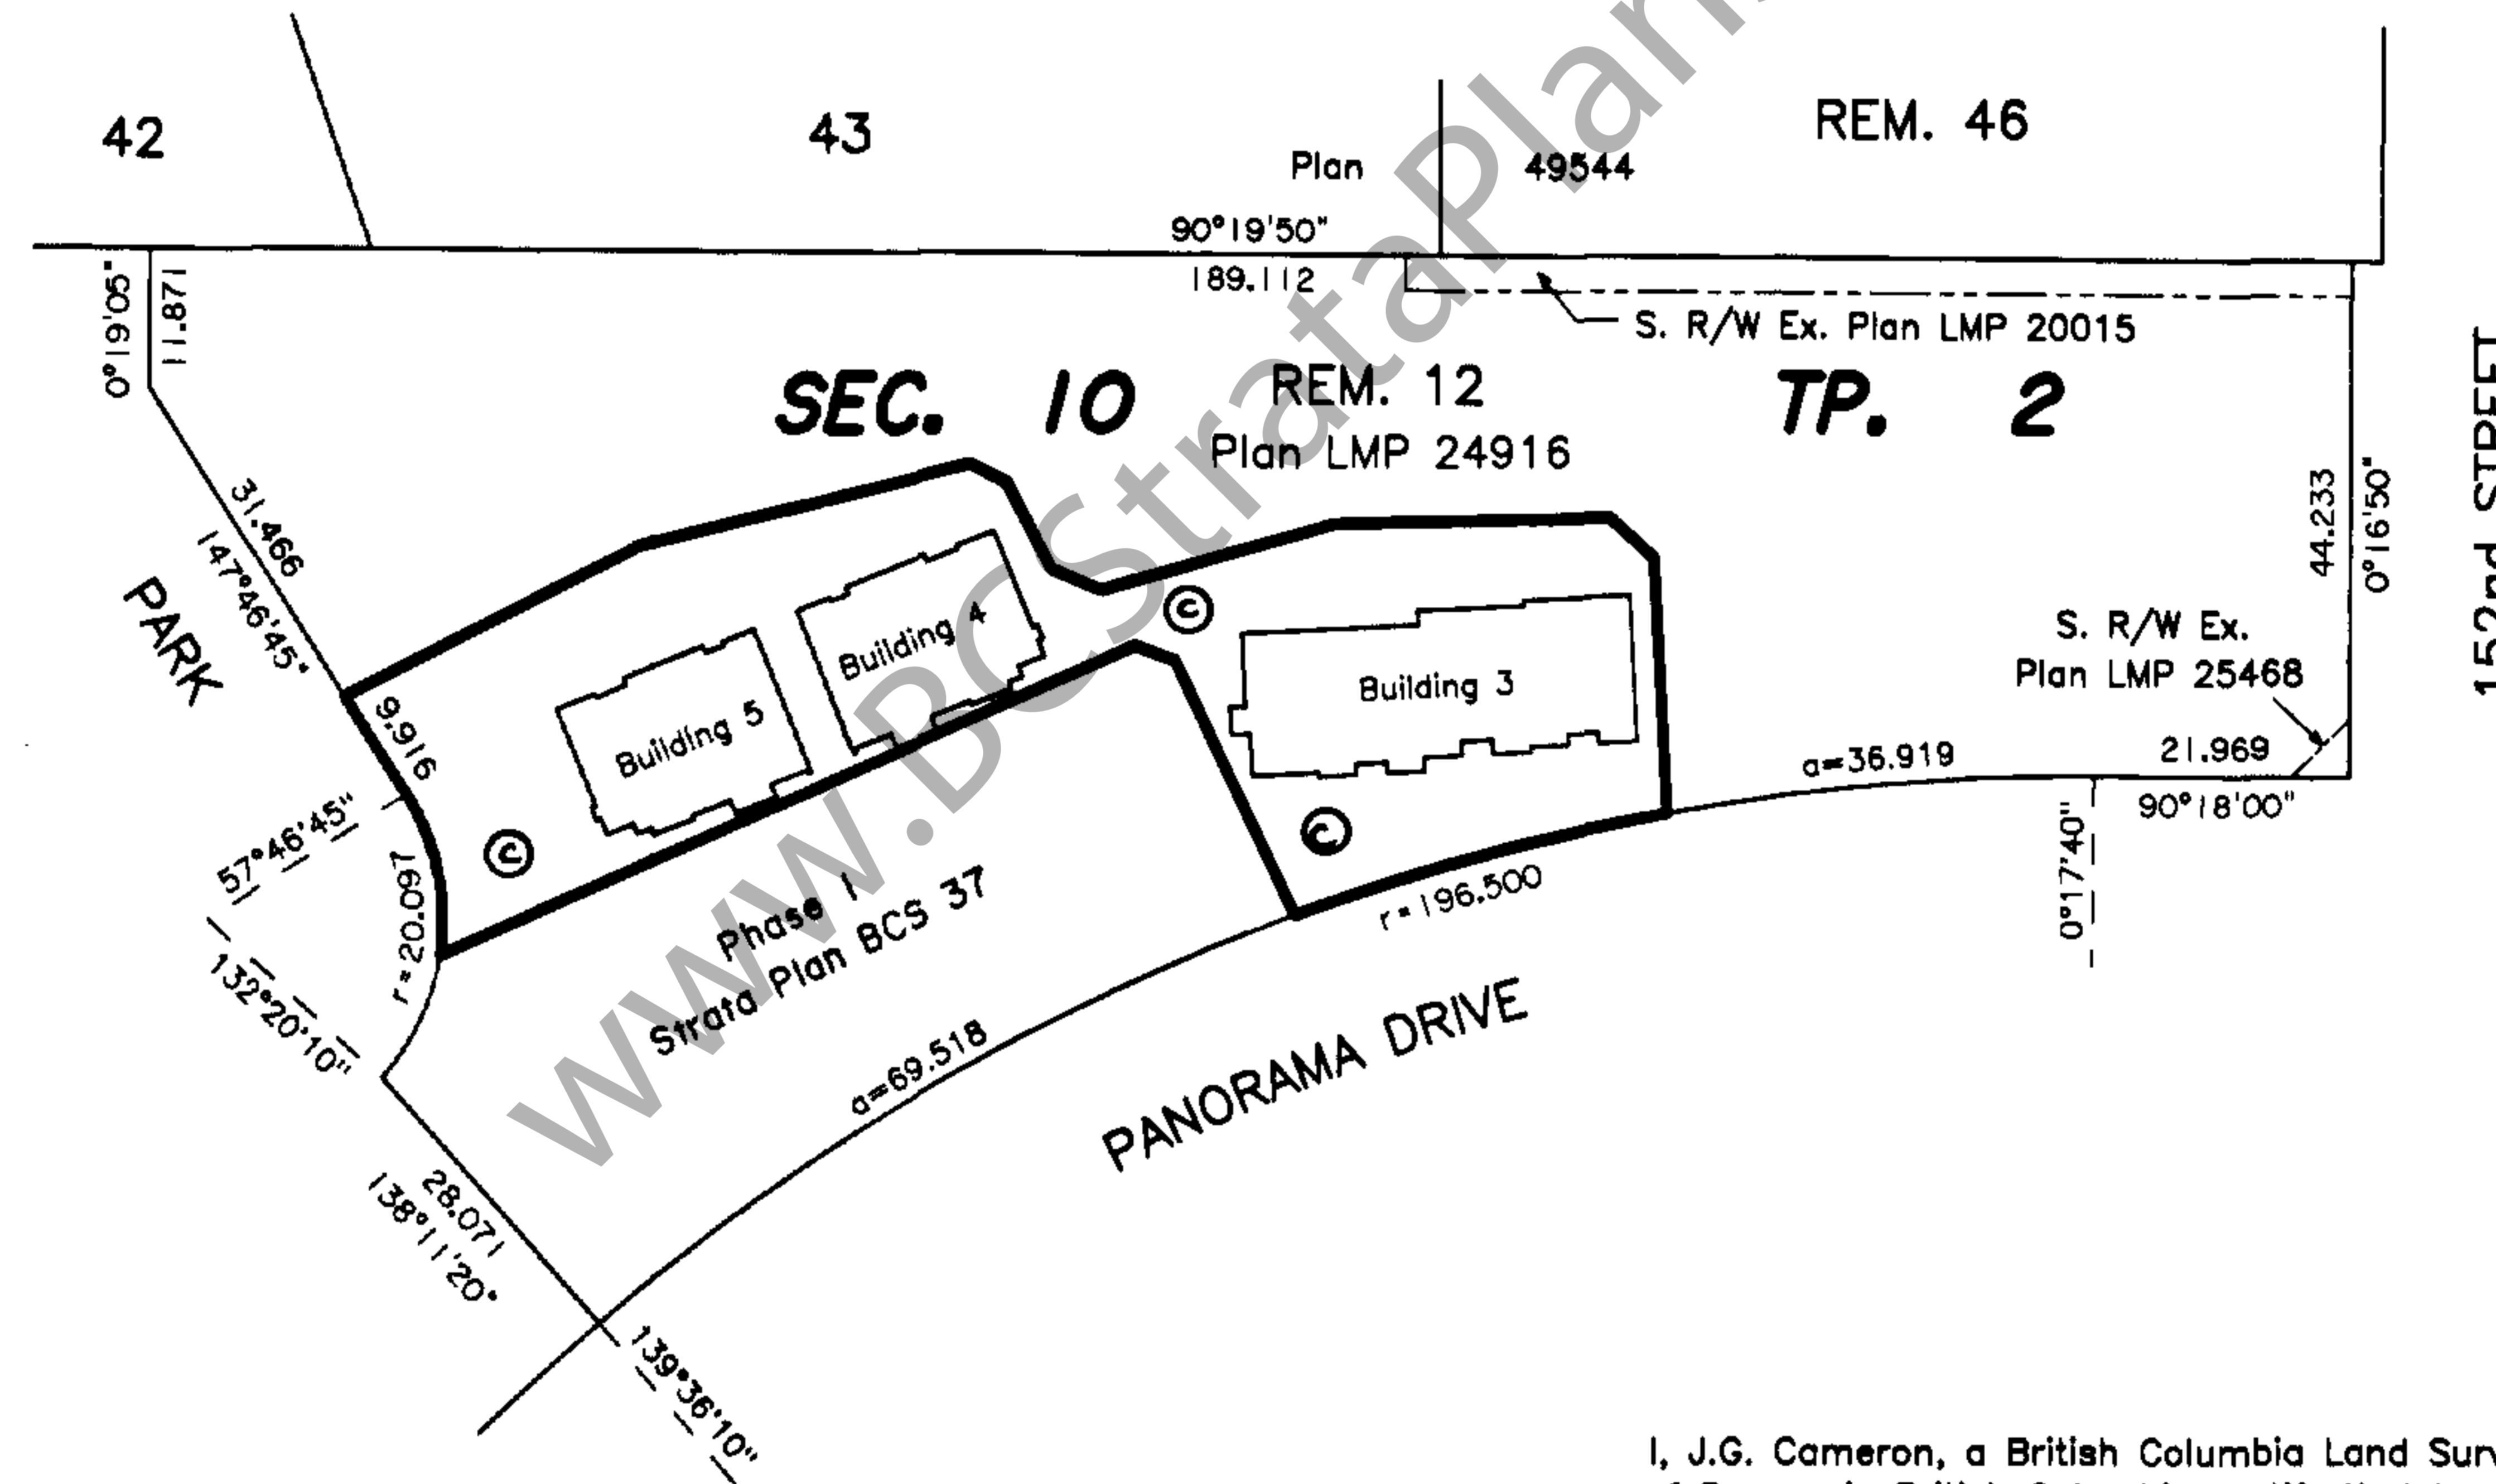 42
43
REM. 46
Plan 49544
90°19'50"
189.112
0°19'05"
11.871
S. R/W Ex. Plan LMP 20015
SEC. 10
REM. 12
TP. 2
Plan LMP 24916
31.466
147°46'45"
PARK
44.233
0°16'50"
152nd STREET
S. R/W Ex.
Plan LMP 25468
Building 4
©
Building 5
Building 3
9.916
a=36.919
21.969
90°18'00"
0°17'40"
57°46'45"
©
©
r=20.097
r=196.500
132°20'10"
Phase 1
Strata Plan BCS 37
a=69.518
PANORAMA DRIVE
28.071
138°11'20"
139°36'10"
www.BCStrataPlan
I, J.G. Cameron, a British Columbia Land Sur